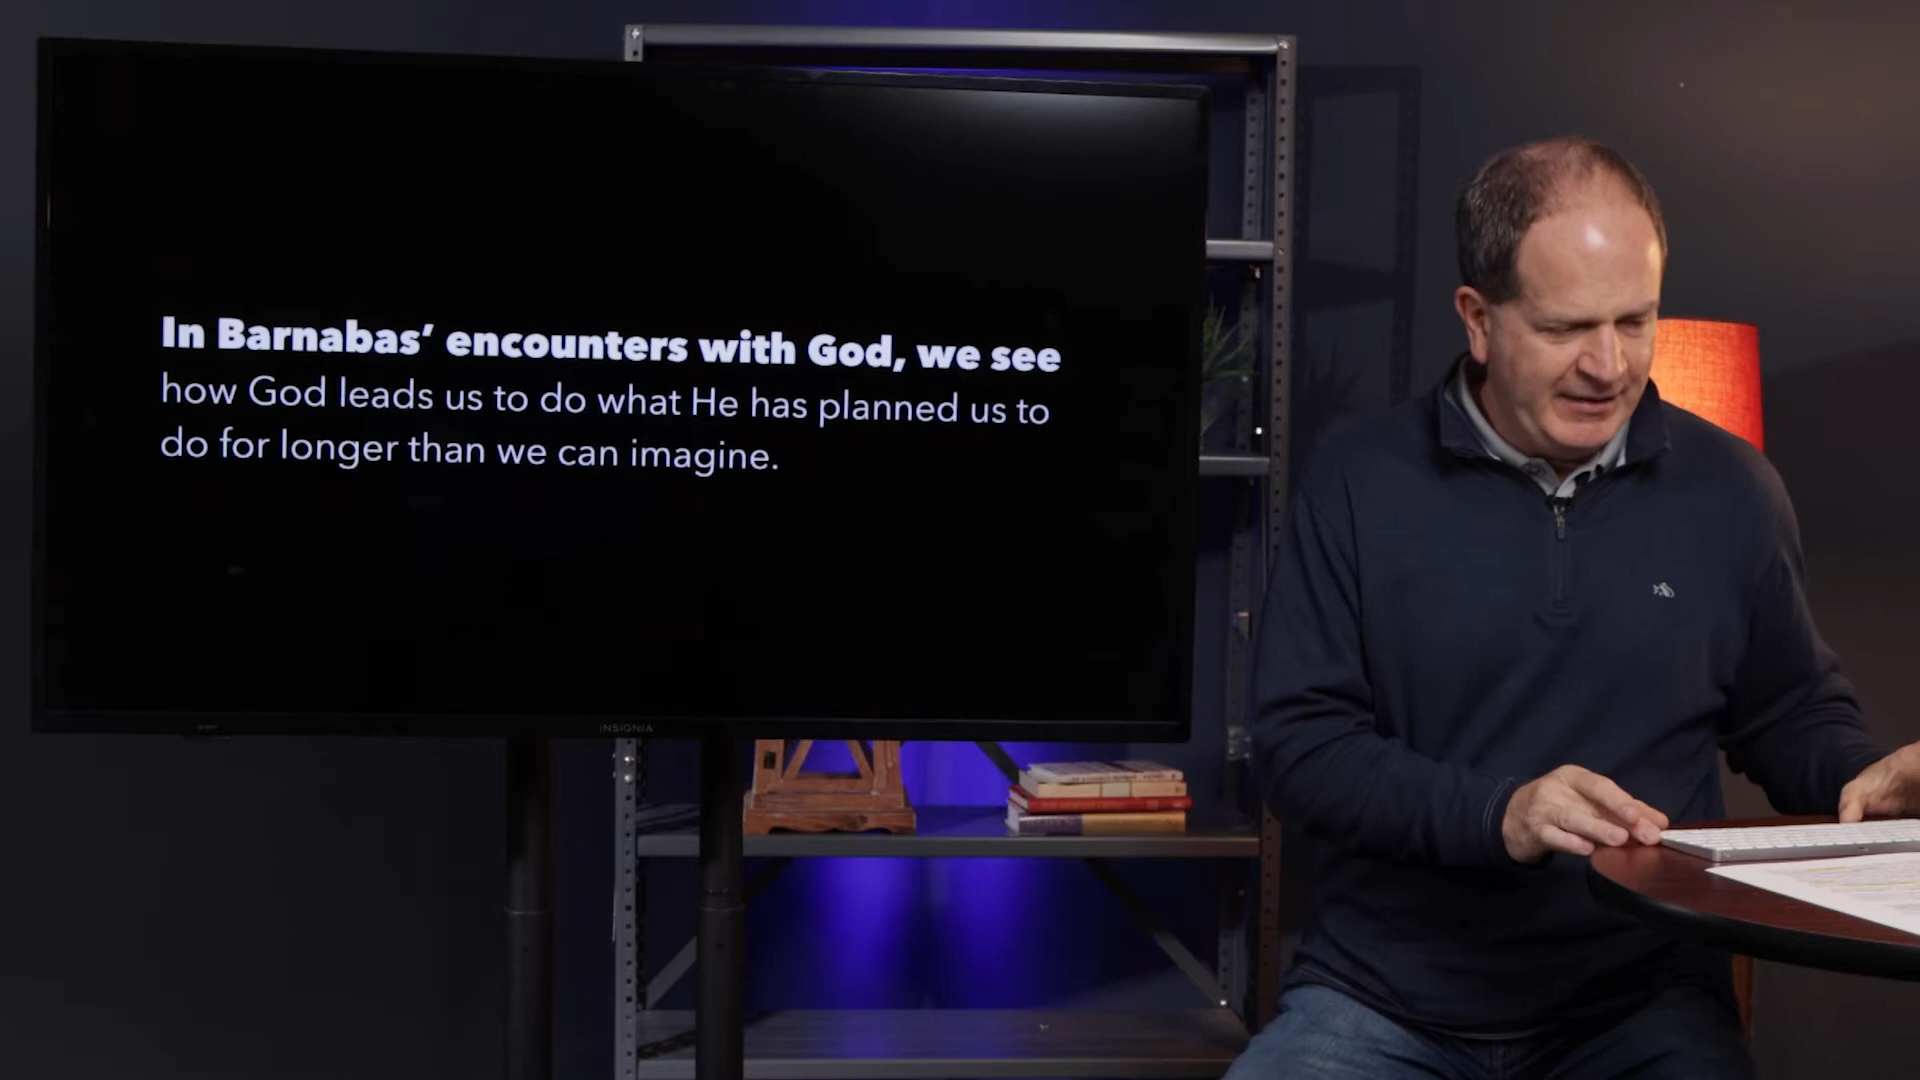 In Barnabas’ encounters with God, we see
how God leads us to do what He has planned us to
do for longer than we can imagine.
INSIGNIA